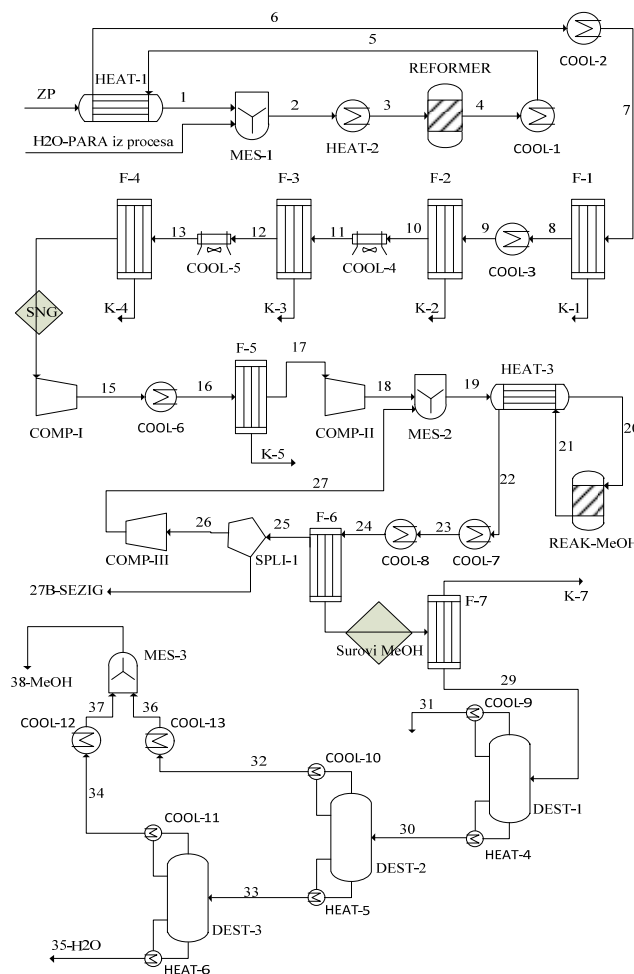 6
5
COOL-2
HEAT-1
REFORMER
ZP
1
2
3
4
7
H2O-PARA iz procesa
MES-1
HEAT-2
COOL-1
F-4
F-3
F-2
F-1
13
12
11
10
9
8
COOL-5
COOL-4
COOL-3
SNG
K-4
K-3
K-2
K-1
F-5
17
HEAT-3
15
16
18
19
COOL-6
COMP-I
COMP-II
MES-2
20
21
K-5
27
22
F-6
REAK-MeOH
26
25
24
23
COMP-III
SPLI-1
COOL-8
COOL-7
27B-SEZIG
F-7
K-7
Surovi MeOH
MES-3
38-MeOH
29
COOL-9
31
37
36
COOL-12
COOL-13
32
COOL-10
DEST-1
34
30
COOL-11
HEAT-4
DEST-2
33
HEAT-5
DEST-3
35-H2O
HEAT-6